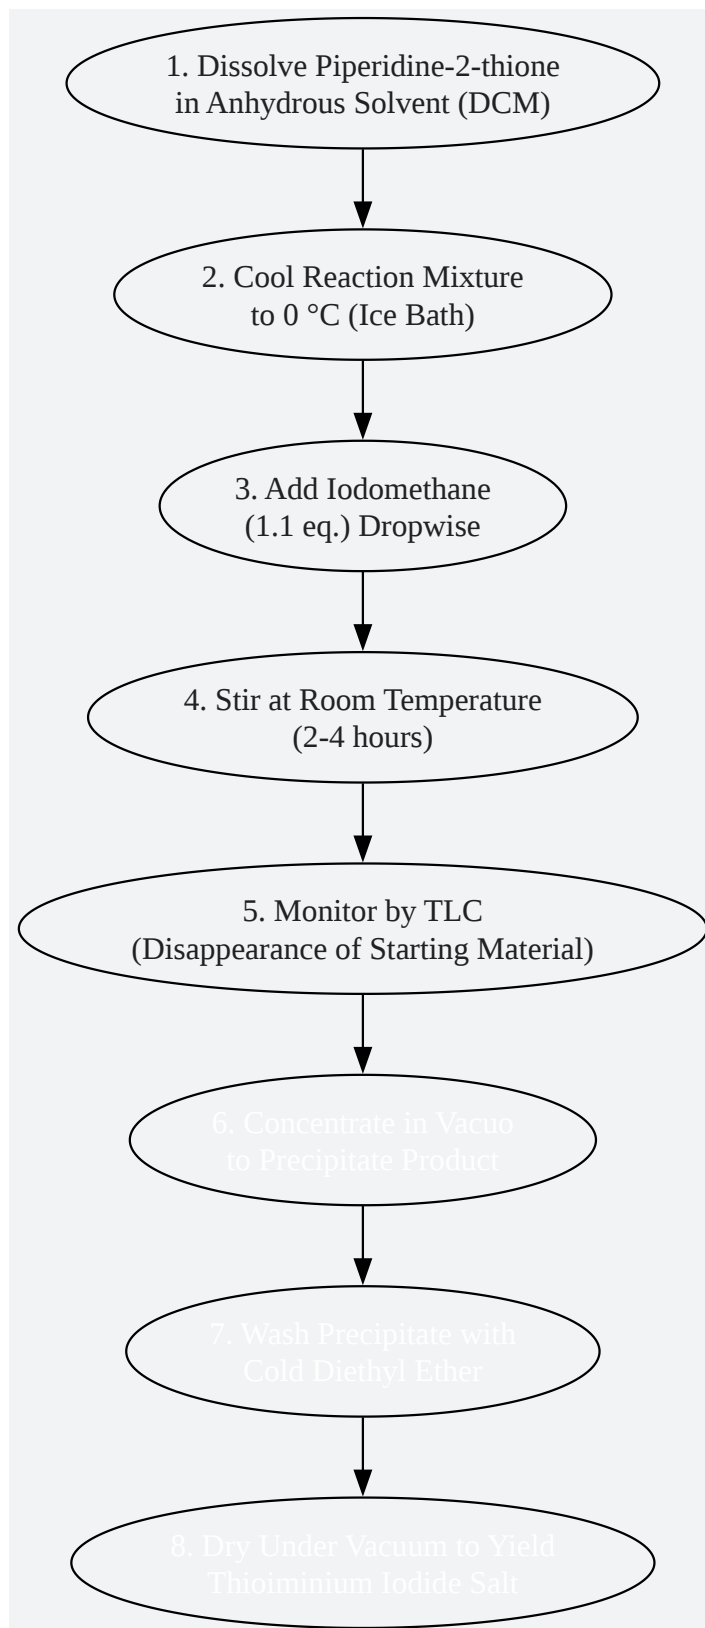 1. Dissolve Piperidine-2-thione
in Anhydrous Solvent (DCM)
2. Cool Reaction Mixture
to 0 °C (Ice Bath)
3. Add Iodomethane
(1.1 eq.) Dropwise
4. Stir at Room Temperature
(2-4 hours)
5. Monitor by TLC
(Disappearance of Starting Material)
6. Concentrate in Vacuo
to Precipitate Product
7. Wash Precipitate with
Cold Diethyl Ether
8. Dry Under Vacuum to Yield
Thioiminium Iodide Salt